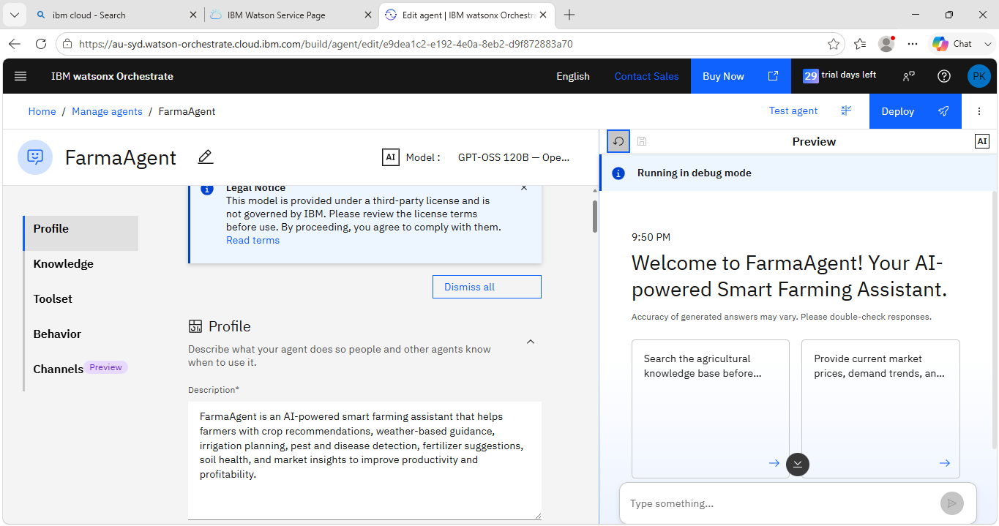 ibm cloud - Search
IBM Watson Service Page
Edit agent | IBM watsonx Orchestra
https://au-syd.watson-orchestrate.cloud.ibm.com/build/agent/edit/e9dea1c2-e192-4e0a-8eb2-d9f872883a70
Chat
IBM watsonx Orchestrate
English
Contact Sales
Buy Now
29 trial days left
PK
Home / Manage agents / FarmaAgent
Test agent
Deploy
FarmaAgent
AI Model :
GPT-OSS 120B — Ope...
Preview
AI
Running in debug mode
Legal Notice
This model is provided under a third-party license and is
not governed by IBM. Please review the license terms
before use. By proceeding, you agree to comply with them.
Read terms
Dismiss all
Profile
Knowledge
Toolset
Behavior
Channels Preview
Profile
Describe what your agent does so people and other agents know
when to use it.
Description*
FarmaAgent is an AI-powered smart farming assistant that helps
farmers with crop recommendations, weather-based guidance,
irrigation planning, pest and disease detection, fertilizer suggestions,
soil health, and market insights to improve productivity and
profitability.
9:50 PM
Welcome to FarmaAgent! Your AI-
powered Smart Farming Assistant.
Accuracy of generated answers may vary. Please double-check responses.
Search the agricultural
knowledge base before...
Provide current market
prices, demand trends, an...
Type something...